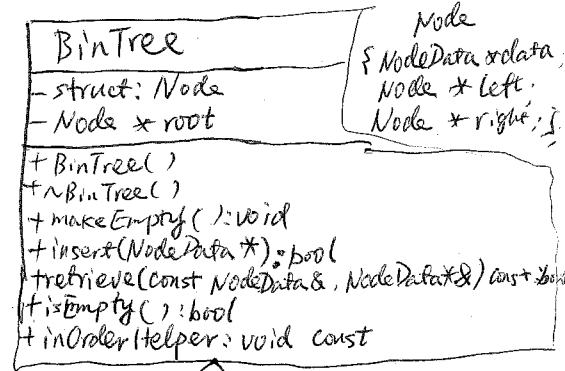 BinTree
- struct: Node
- Node * root
Node
{ NodeData *data;
Node * left;
Node * right; };
+ BinTree()
+ ~BinTree()
+ makeEmpty(): void
+ insert(NodeData *): bool
+ retrieve(const NodeData&, NodeData*&) const: bool
+ isEmpty(): bool
+ inOrderHelper: void const